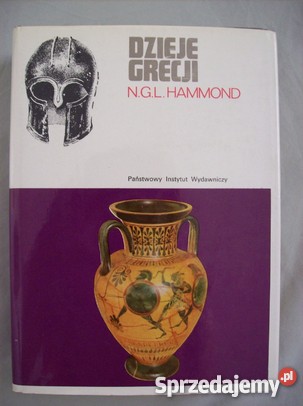 DZIEJE
GRECJI
N.G.L. HAMMOND
Państwowy Instytut Wydawniczy
Sprzedajemy.pl